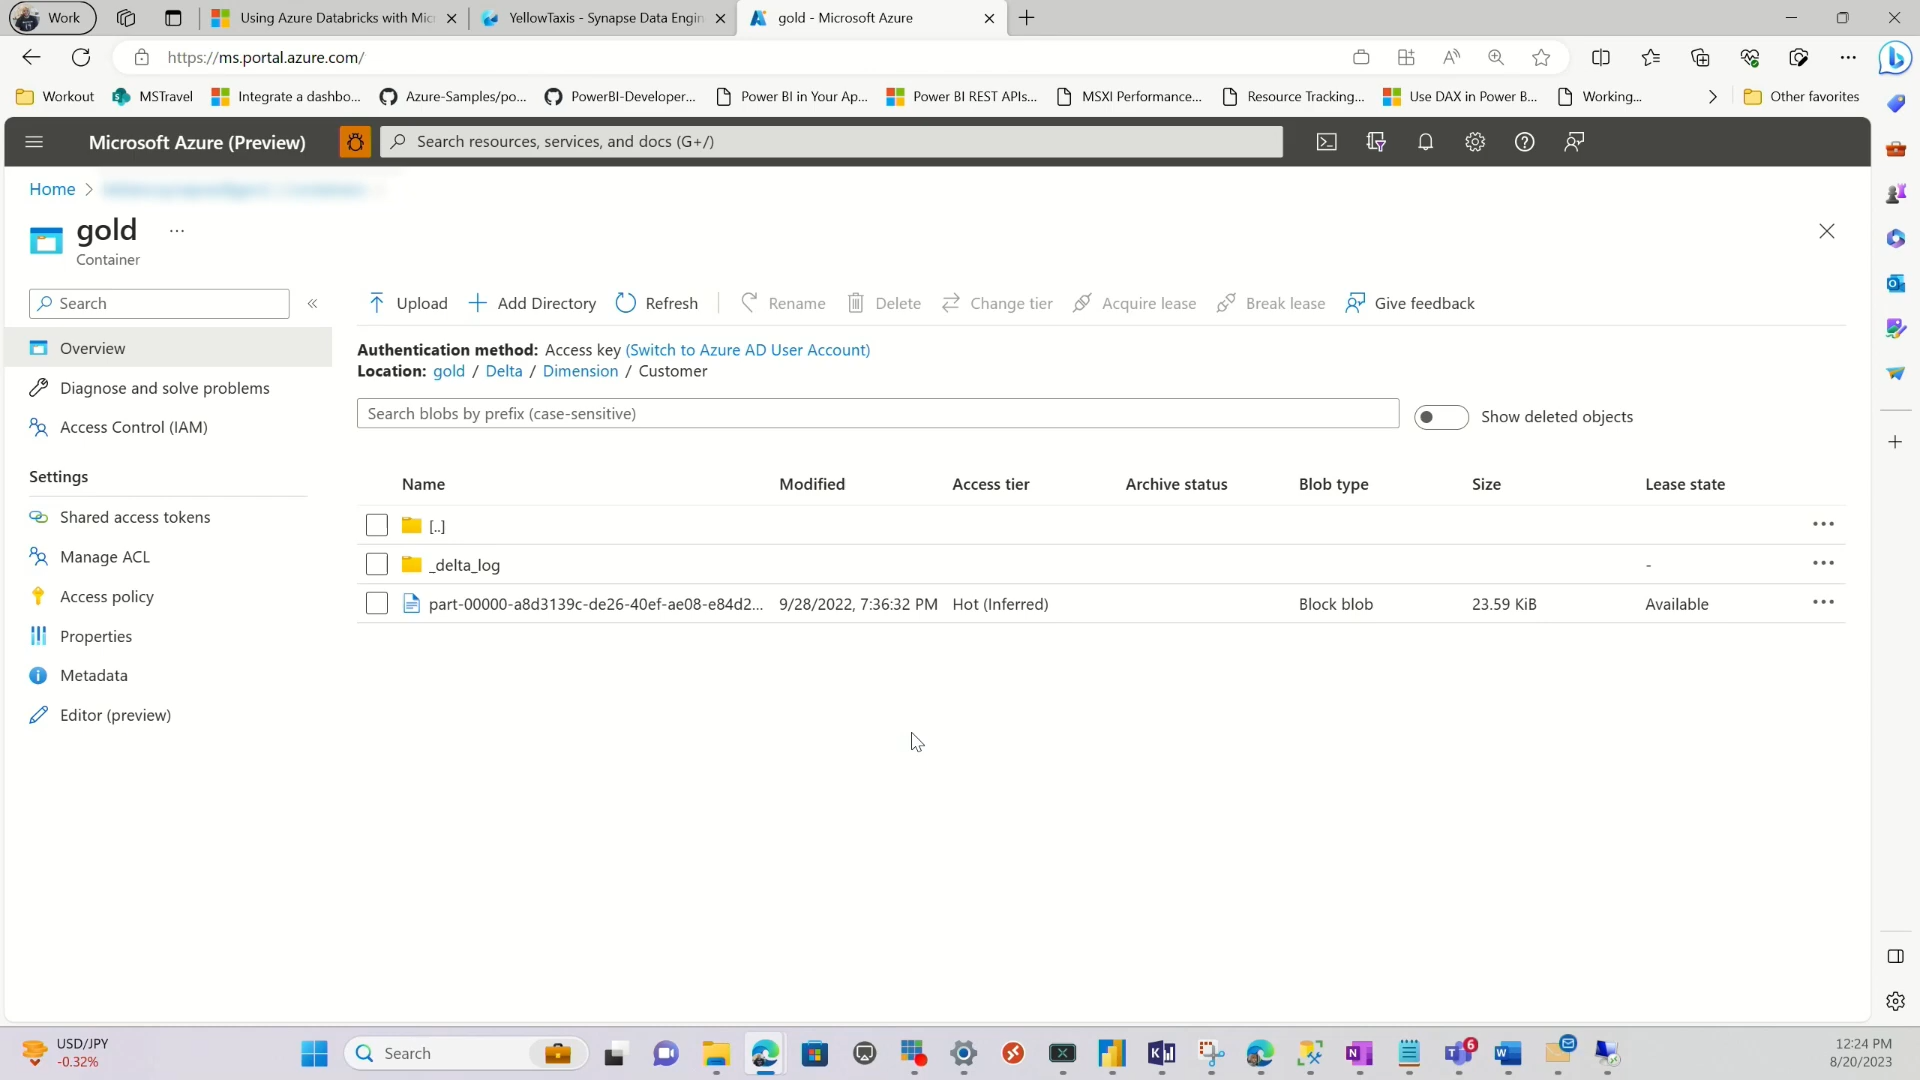 Work
Using Azure Databricks with Micr
YellowTaxis - Synapse Data Engin
gold - Microsoft Azure
https://ms.portal.azure.com/
Workout
MSTravel
Integrate a dashbo...
Azure-Samples/po...
PowerBI-Developer...
Power BI in Your Ap...
Power BI REST APIs...
MSXI Performance...
Resource Tracking...
Use DAX in Power B...
Working...
Other favorites
Microsoft Azure (Preview)
Search resources, services, and docs (G+/)
Home >
gold ...
Container
Search
Overview
Diagnose and solve problems
Access Control (IAM)
Settings
Shared access tokens
Manage ACL
Access policy
Properties
Metadata
Editor (preview)
Upload
Add Directory
Refresh
Rename
Delete
Change tier
Acquire lease
Break lease
Give feedback
Authentication method: Access key (Switch to Azure AD User Account)
Location: gold / Delta / Dimension / Customer
Search blobs by prefix (case-sensitive)
Show deleted objects
Name Modified Access tier Archive status Blob type Size Lease state
[..]
_delta_log -
part-00000-a8d3139c-de26-40ef-ae08-e84d2... 9/28/2022, 7:36:32 PM Hot (Inferred) Block blob 23.59 KiB Available
USD/JPY
-0.32%
Search
6
12:24 PM
8/20/2023